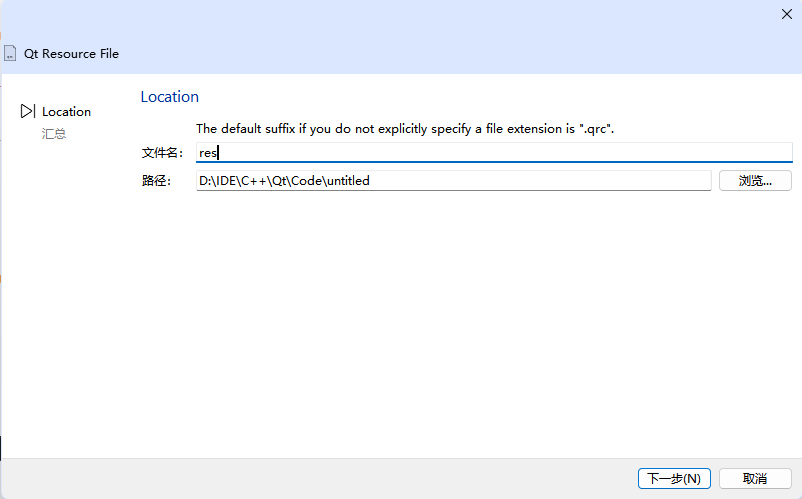 Qt Resource File
Location
Location
汇总
The default suffix if you do not explicitly specify a file extension is ".qrc".
文件名：
res
路径：
D:\IDE\C++\Qt\Code\untitled
浏览...
下一步(N)
取消